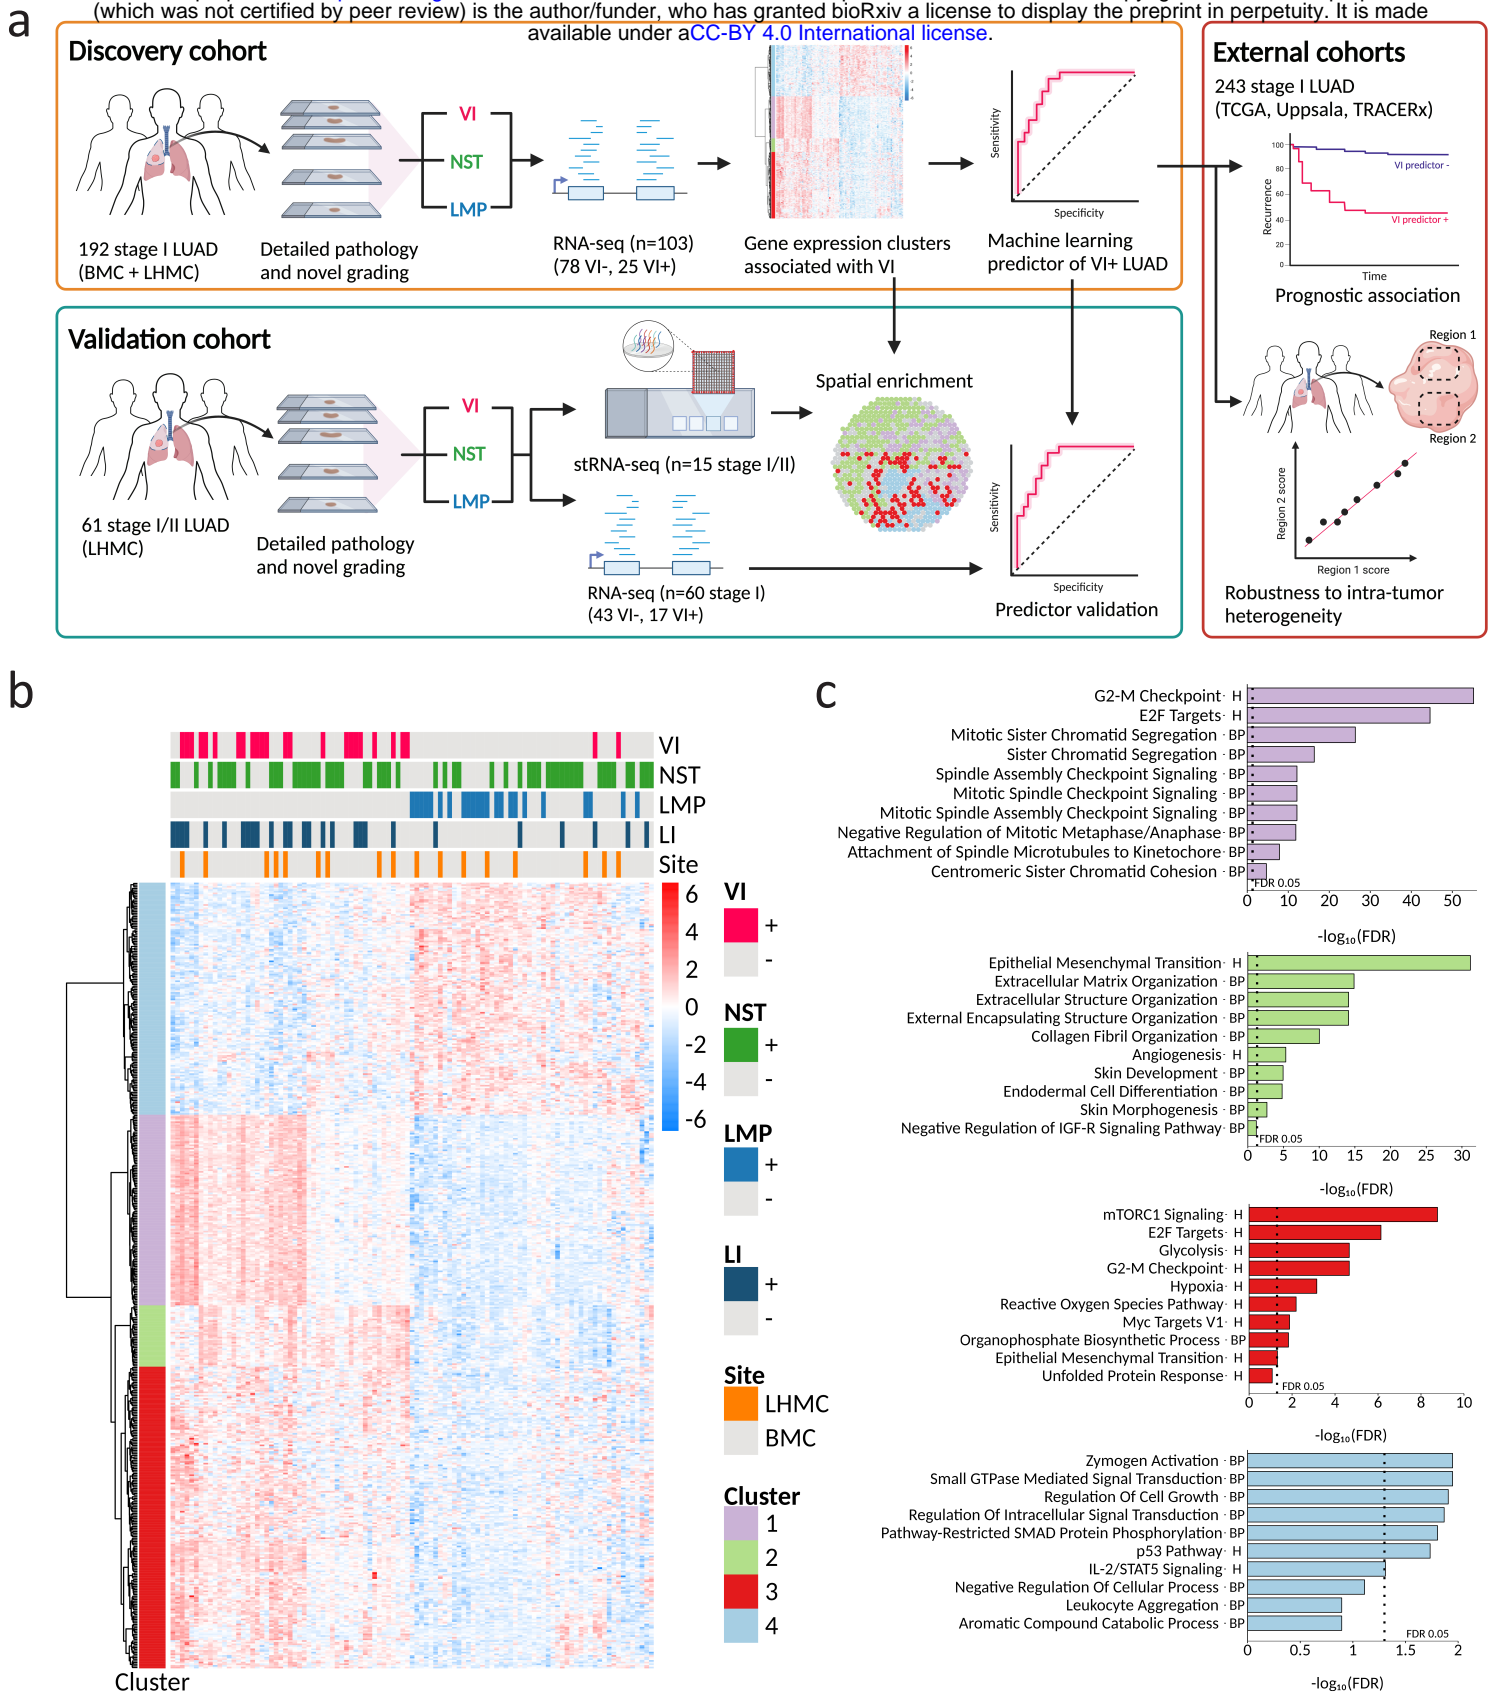 (which was not certified by peer review) is the author/funder, who has granted bioRxiv a license to display the preprint in perpetuity. It is made
available under aCC-BY 4.0 International license.
a
Discovery cohort
192 stage I LUAD
(BMC + LHMC)
Detailed pathology
and novel grading
VI
NST
LMP
RNA-seq (n=103)
(78 VI-, 25 VI+)
Gene expression clusters
associated with VI
Sensitivity
Specificity
Machine learning
predictor of VI+ LUAD
External cohorts
243 stage I LUAD
(TCGA, Uppsala, TRACERx)
Recurrence
100
80
60
40
20
0
VI predictor -
VI predictor +
Time
Prognostic association
Region 1
Region 2
Region 2 score
Region 1 score
Robustness to intra-tumor
heterogeneity
Validation cohort
61 stage I/II LUAD
(LHMC)
Detailed pathology
and novel grading
VI
NST
LMP
stRNA-seq (n=15 stage I/II)
RNA-seq (n=60 stage I)
(43 VI-, 17 VI+)
Spatial enrichment
Sensitivity
Specificity
Predictor validation
b
VI
NST
LMP
LI
Site
6
4
2
0
-2
-4
-6
VI
+
-
NST
+
-
LMP
+
-
LI
+
-
Site
LHMC
BMC
Cluster
1
2
3
4
Cluster
c
G2-M Checkpoint H
E2F Targets H
Mitotic Sister Chromatid Segregation BP
Sister Chromatid Segregation BP
Spindle Assembly Checkpoint Signaling BP
Mitotic Spindle Checkpoint Signaling BP
Mitotic Spindle Assembly Checkpoint Signaling BP
Negative Regulation of Mitotic Metaphase/Anaphase BP
Attachment of Spindle Microtubules to Kinetochore BP
Centromeric Sister Chromatid Cohesion BP
FDR 0.05
0 10 20 30 40 50
-log₁₀(FDR)
Epithelial Mesenchymal Transition H
Extracellular Matrix Organization BP
Extracellular Structure Organization BP
External Encapsulating Structure Organization BP
Collagen Fibril Organization BP
Angiogenesis H
Skin Development BP
Endodermal Cell Differentiation BP
Skin Morphogenesis BP
Negative Regulation of IGF-R Signaling Pathway BP
FDR 0.05
0 5 10 15 20 25 30
-log₁₀(FDR)
mTORC1 Signaling H
E2F Targets H
Glycolysis H
G2-M Checkpoint H
Hypoxia H
Reactive Oxygen Species Pathway H
Myc Targets V1 H
Organophosphate Biosynthetic Process BP
Epithelial Mesenchymal Transition H
Unfolded Protein Response H
FDR 0.05
0 2 4 6 8 10
-log₁₀(FDR)
Zymogen Activation BP
Small GTPase Mediated Signal Transduction BP
Regulation Of Cell Growth BP
Regulation Of Intracellular Signal Transduction BP
Pathway-Restricted SMAD Protein Phosphorylation BP
p53 Pathway H
IL-2/STAT5 Signaling H
Negative Regulation Of Cellular Process BP
Leukocyte Aggregation BP
Aromatic Compound Catabolic Process BP
FDR 0.05
0 0.5 1 1.5 2
-log₁₀(FDR)